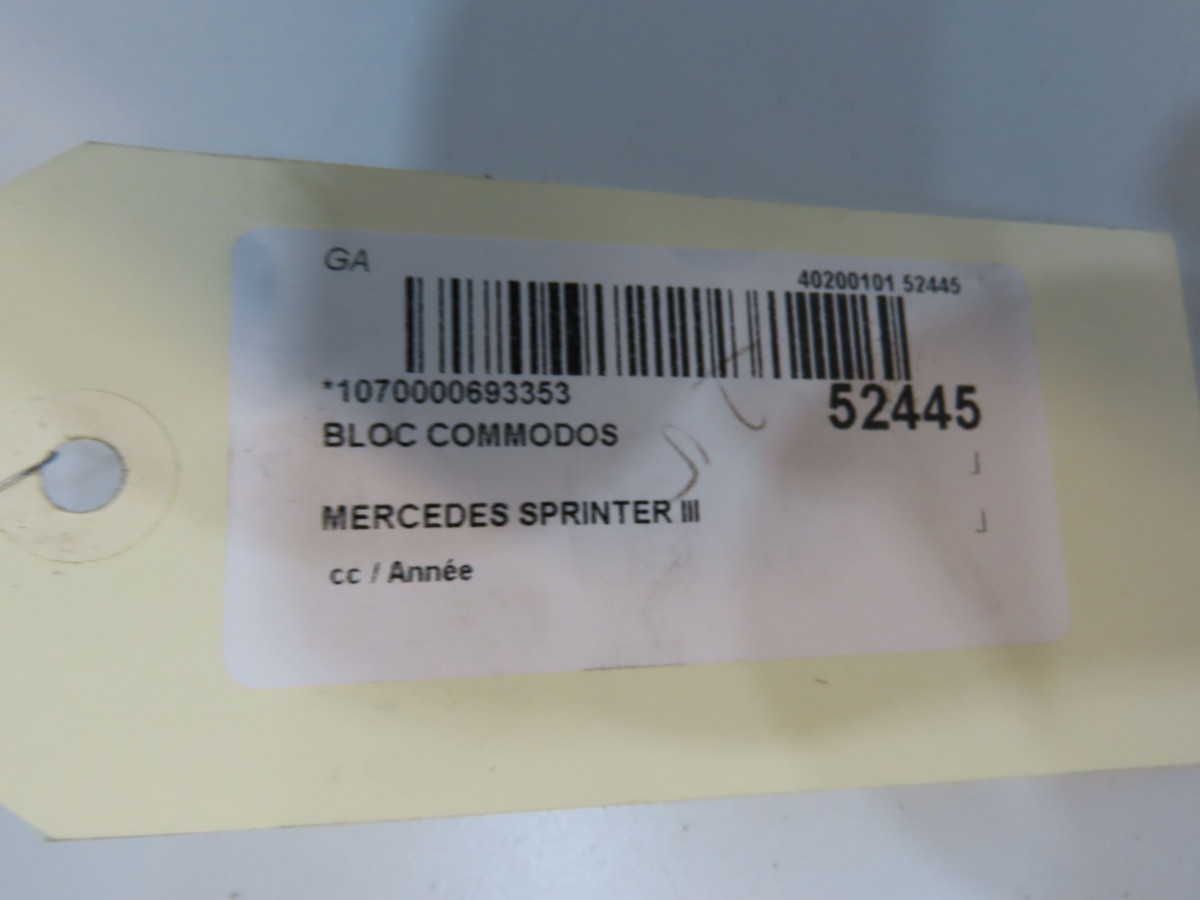 GA
40200101 52445
*1070000693353
52445
BLOC COMMODOS
MERCEDES SPRINTER III
cc / Année